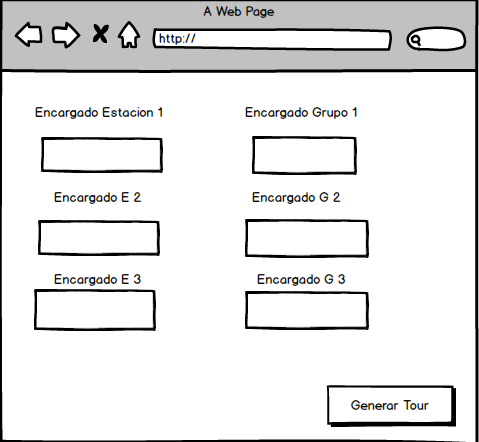 A Web Page
http://
Encargado Estacion 1
Encargado Grupo 1
Encargado E 2
Encargado G 2
Encargado E 3
Encargado G 3
Generar Tour